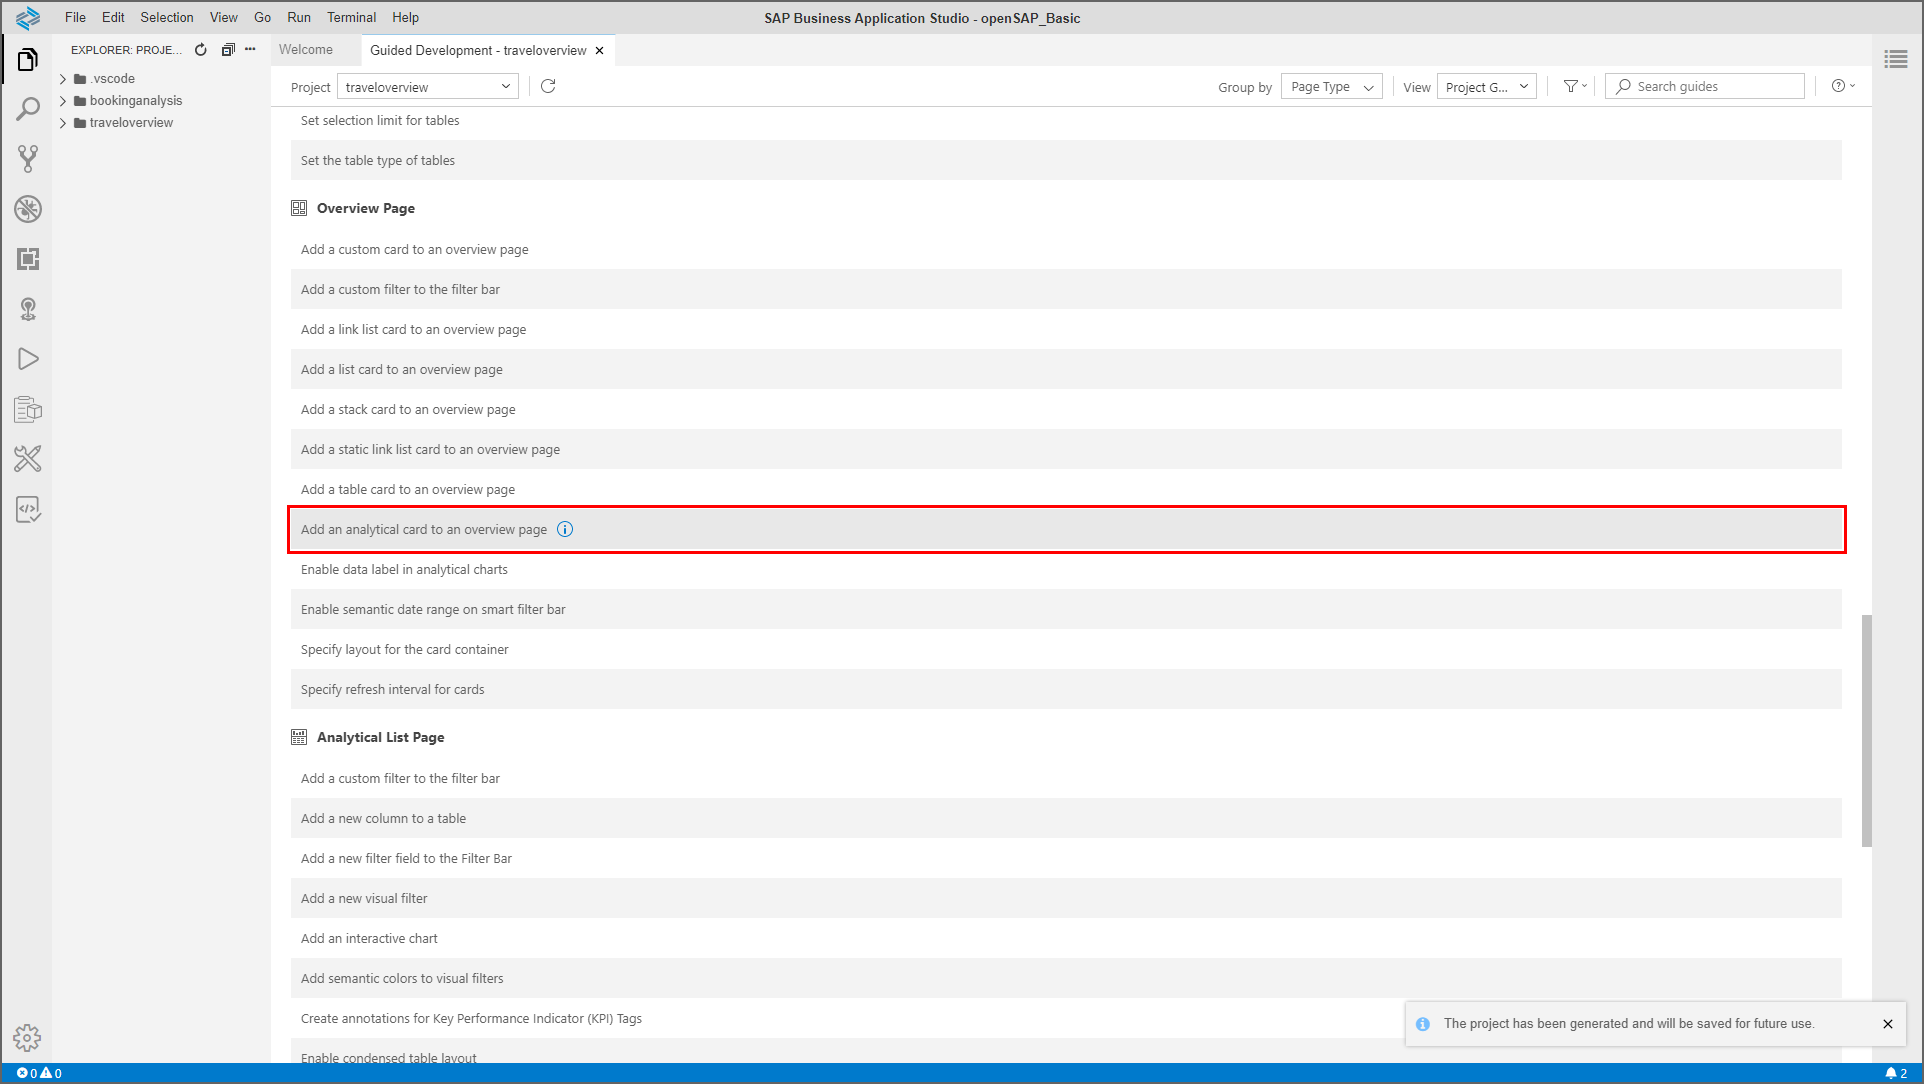 File Edit Selection View Go Run Terminal Help
SAP Business Application Studio - openSAP_Basic
EXPLORER: PROJE...
Welcome
Guided Development - traveloverview
.vscode
bookinganalysis
traveloverview
Project traveloverview
Group by Page Type
View Project G...
Search guides
Set selection limit for tables
Set the table type of tables
Overview Page
Add a custom card to an overview page
Add a custom filter to the filter bar
Add a link list card to an overview page
Add a list card to an overview page
Add a stack card to an overview page
Add a static link list card to an overview page
Add a table card to an overview page
Add an analytical card to an overview page
Enable data label in analytical charts
Enable semantic date range on smart filter bar
Specify layout for the card container
Specify refresh interval for cards
Analytical List Page
Add a custom filter to the filter bar
Add a new column to a table
Add a new filter field to the Filter Bar
Add a new visual filter
Add an interactive chart
Add semantic colors to visual filters
Create annotations for Key Performance Indicator (KPI) Tags
Enable condensed table layout
The project has been generated and will be saved for future use.
0 0
2